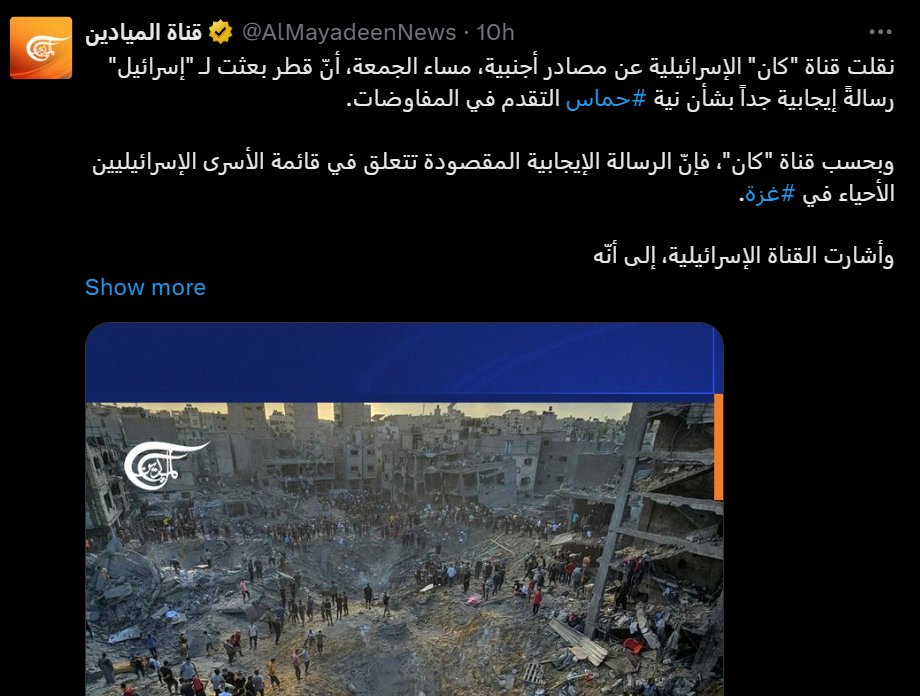 قناة الميادين @AlMayadeenNews · 10h
نقلت قناة "كان" الإسرائيلية عن مصادر أجنبية، مساء الجمعة، أنّ قطر بعثت لـ "إسرائيل"
رسالةً إيجابية جداً بشأن نية #حماس التقدم في المفاوضات.
وبحسب قناة "كان"، فإنّ الرسالة الإيجابية المقصودة تتعلق في قائمة الأسرى الإسرائيليين
الأحياء في #غزة.
وأشارت القناة الإسرائيلية، إلى أنّه
Show more
الميادين